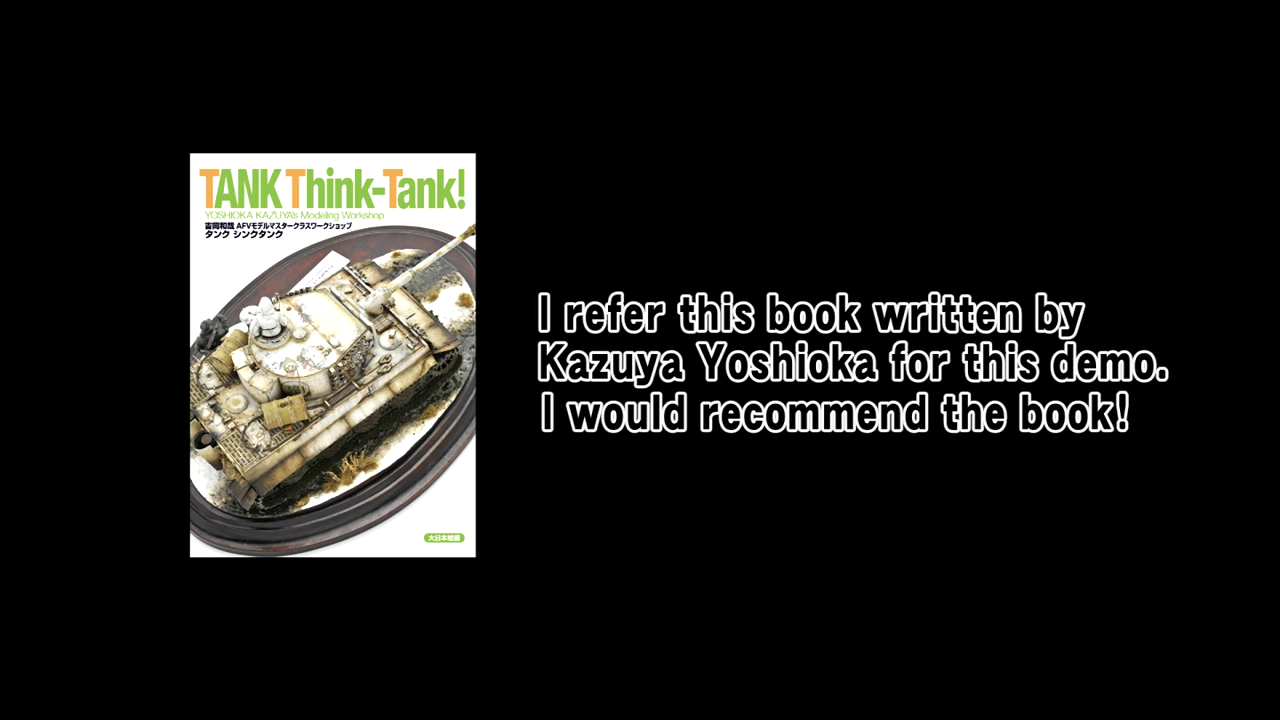 TANK Think-Tank!
YOSHIOKA KAZUYA's Modeling Workshop
吉岡和哉 AFVモデルマスタークラスワークショップ
タンク シンクタンク
大日本絵画
I refer this book written by
Kazuya Yoshioka for this demo.
I would recommend the book!